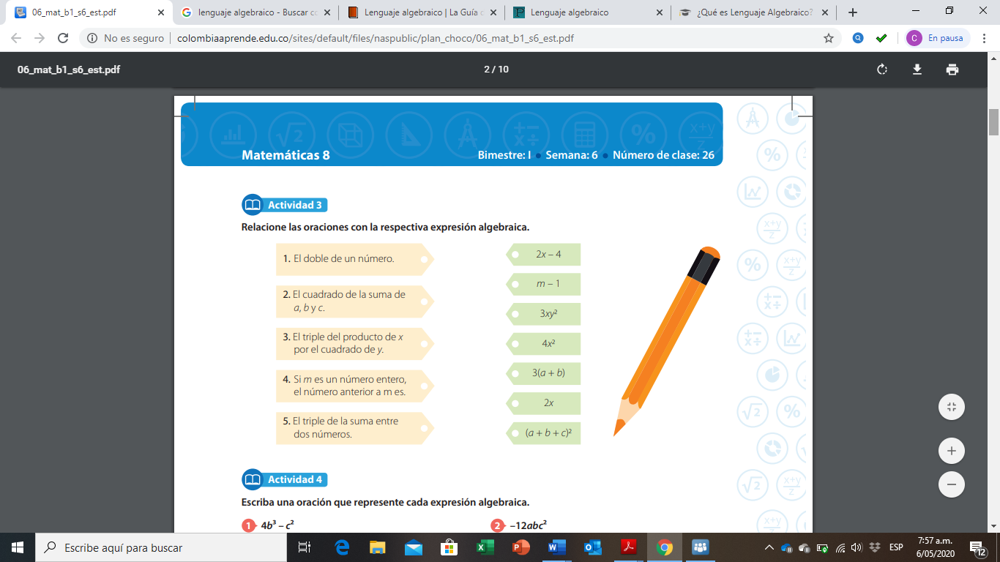 06_mat_b1_s6_est.pdf
lenguaje algebraico - Buscar co
Lenguaje algebraico | La Guía d
Lenguaje algebraico
¿Qué es Lenguaje Algebraico?
No es seguro
colombiaaprende.edu.co/sites/default/files/naspublic/plan_choco/06_mat_b1_s6_est.pdf
C
En pausa
06_mat_b1_s6_est.pdf
2 / 10
Matemáticas 8
Bimestre: I • Semana: 6 • Número de clase: 26
Actividad 3
Relacione las oraciones con la respectiva expresión algebraica.
1. El doble de un número.
2. El cuadrado de la suma de
a, b y c.
3. El triple del producto de x
por el cuadrado de y.
4. Si m es un número entero,
el número anterior a m es.
5. El triple de la suma entre
dos números.
2x – 4
m – 1
3xy²
4x²
3(a + b)
2x
(a + b + c)²
Actividad 4
Escriba una oración que represente cada expresión algebraica.
1 4b³ – c²
2 –12abc²
Escribe aquí para buscar
ESP
7:57 a.m.
6/05/2020
12